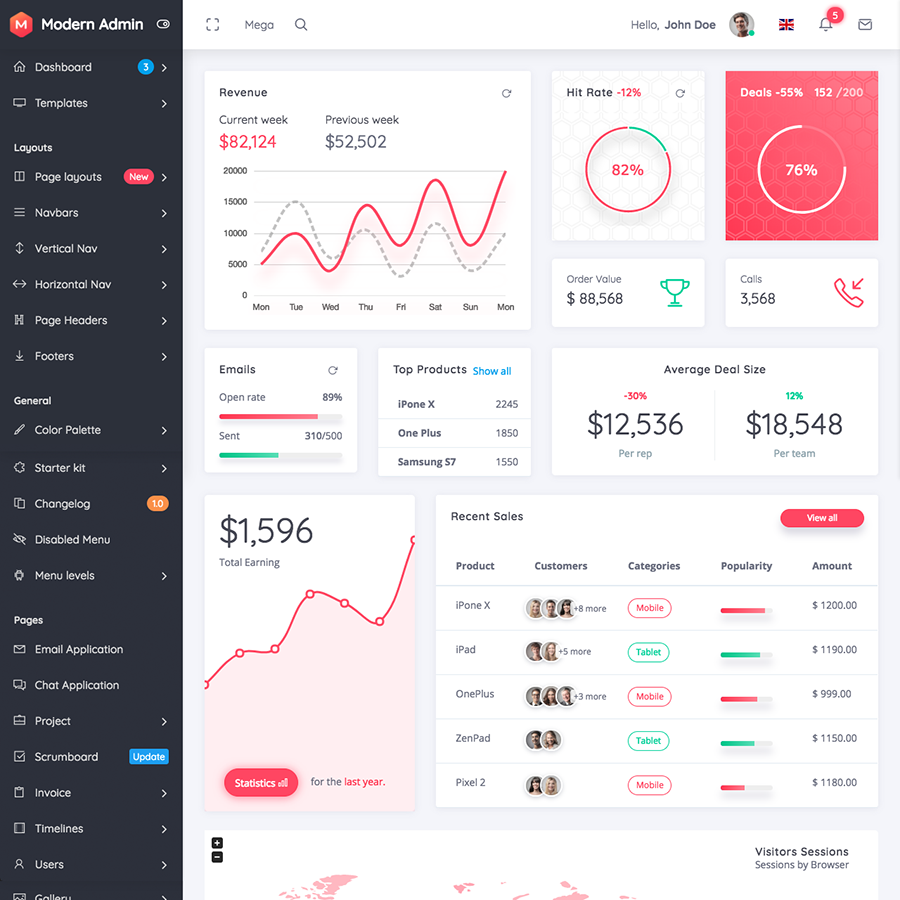 Modern Admin
Mega
Hello, John Doe
5
Dashboard 3
Templates
Layouts
Page layouts New
Navbars
Vertical Nav
Horizontal Nav
Page Headers
Footers
General
Color Palette
Starter kit
Changelog 1.0
Disabled Menu
Menu levels
Pages
Email Application
Chat Application
Project
Scrumboard Update
Invoice
Timelines
Users
Gallery
Revenue
Current week Previous week
$82,124 $52,502
20000
15000
10000
5000
0
Mon Tue Wed Thu Fri Sat Sun Mon
Hit Rate -12%
82%
Deals -55% 152 /200
76%
Order Value
$ 88,568
Calls
3,568
Emails
Open rate 89%
Sent 310/500
Top Products Show all
iPone X 2245
One Plus 1850
Samsung S7 1550
Average Deal Size
-30% 12%
$12,536 $18,548
Per rep Per team
$1,596
Total Earning
Statistics for the last year.
Recent Sales View all
Product Customers Categories Popularity Amount
iPone X +8 more Mobile $ 1200.00
iPad +5 more Tablet $ 1190.00
OnePlus +3 more Mobile $ 999.00
ZenPad Tablet $ 1150.00
Pixel 2 Mobile $ 1180.00
+
-
Visitors Sessions
Sessions by Browser